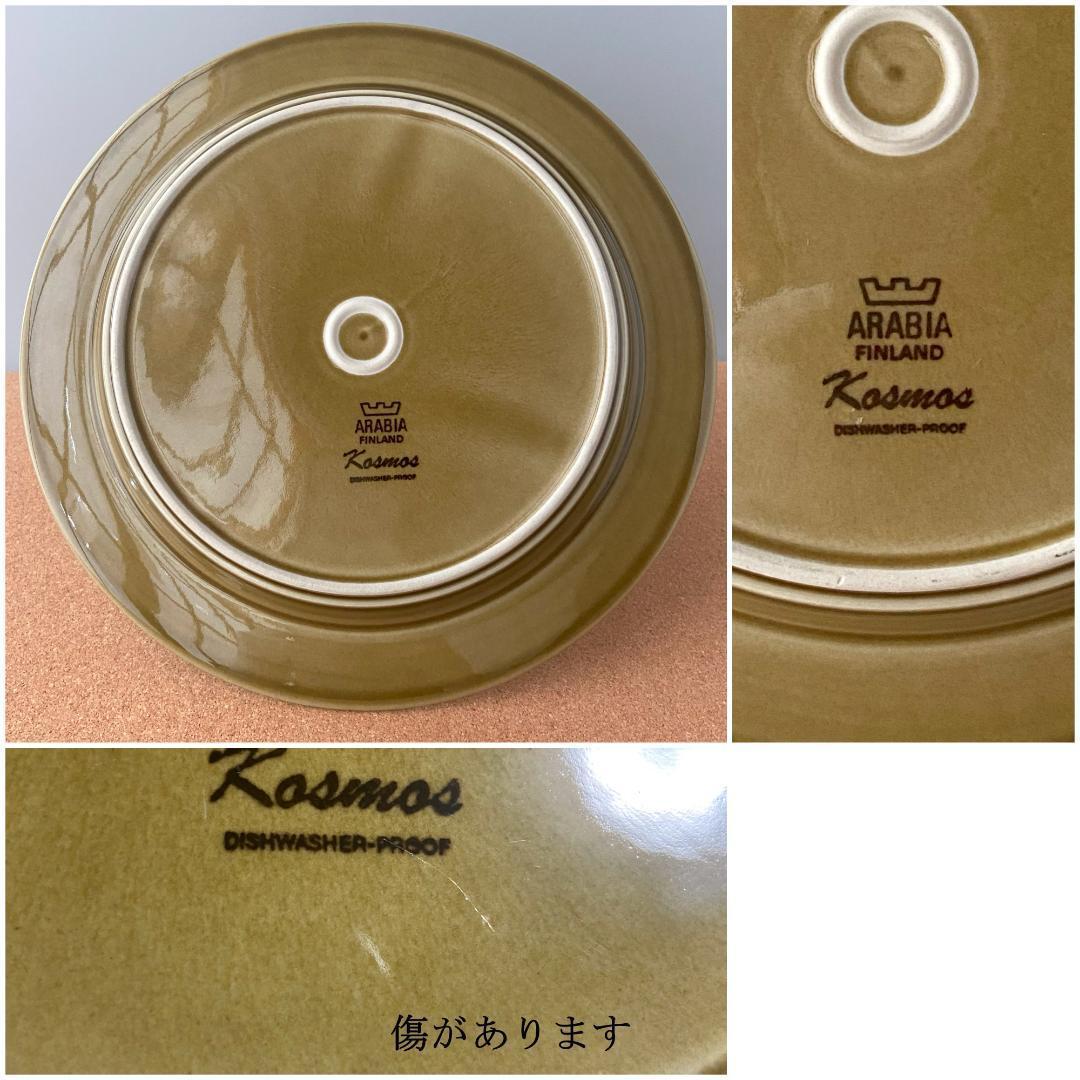 ARABIA
FINLAND
Kosmos
DISHWASHER-PROOF
ARABIA
FINLAND
Kosmos
DISHWASHER-PROOF
Kosmos
DISHWASHER-PROOF
傷があります